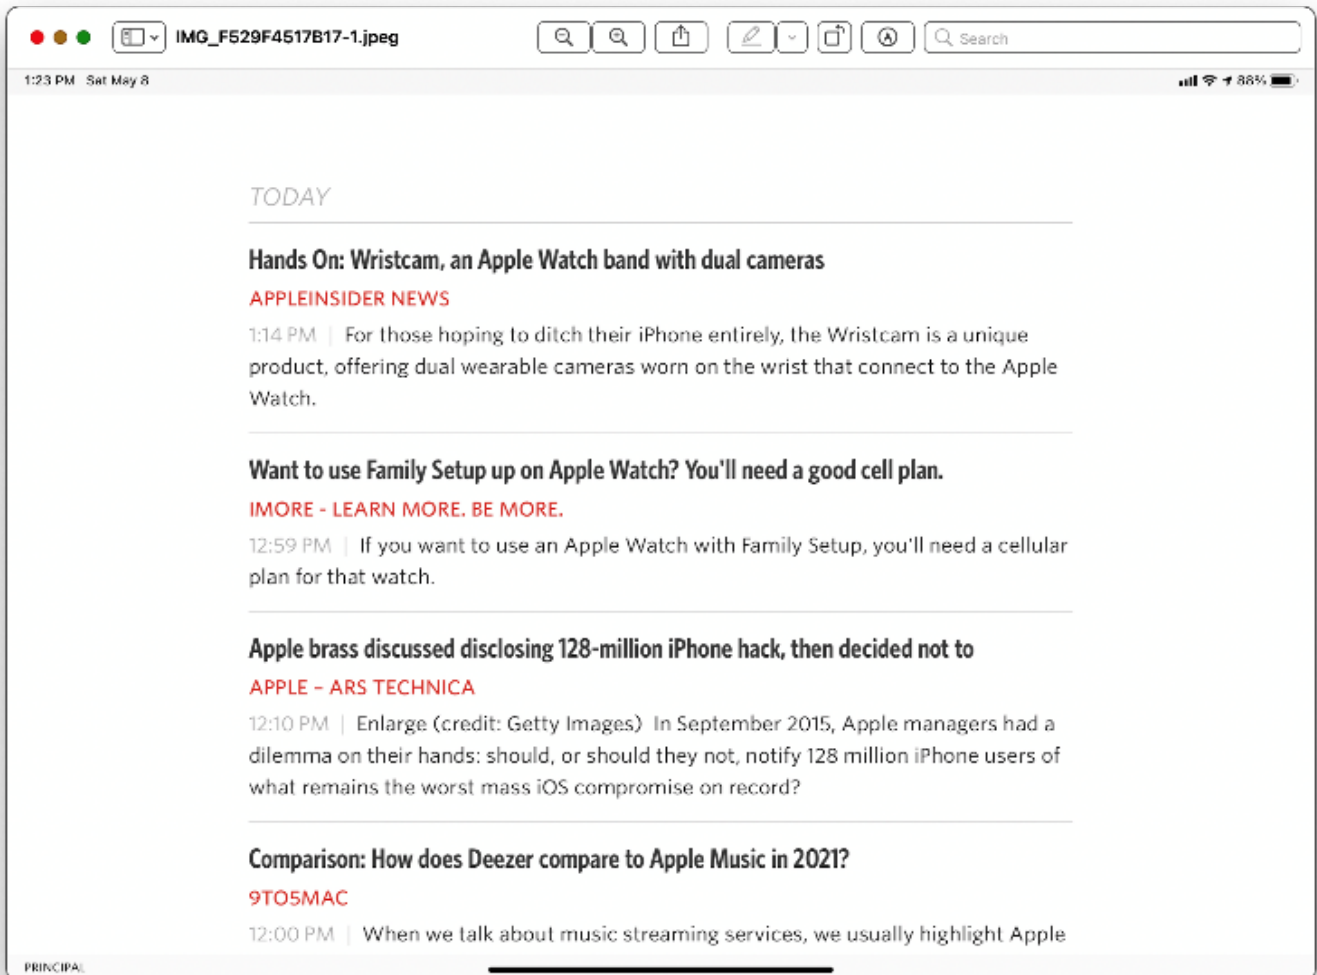 IMG_F529F4517B17-1.jpeg
Search
1:23 PM Sat May 8
88%
TODAY
Hands On: Wristcam, an Apple Watch band with dual cameras
APPLEINSIDER NEWS
1:14 PM | For those hoping to ditch their iPhone entirely, the Wristcam is a unique
product, offering dual wearable cameras worn on the wrist that connect to the Apple
Watch.
Want to use Family Setup up on Apple Watch? You'll need a good cell plan.
IMORE - LEARN MORE. BE MORE.
12:59 PM | If you want to use an Apple Watch with Family Setup, you'll need a cellular
plan for that watch.
Apple brass discussed disclosing 128-million iPhone hack, then decided not to
APPLE – ARS TECHNICA
12:10 PM | Enlarge (credit: Getty Images) In September 2015, Apple managers had a
dilemma on their hands: should, or should they not, notify 128 million iPhone users of
what remains the worst mass iOS compromise on record?
Comparison: How does Deezer compare to Apple Music in 2021?
9TO5MAC
12:00 PM | When we talk about music streaming services, we usually highlight Apple
PRINCIPAL